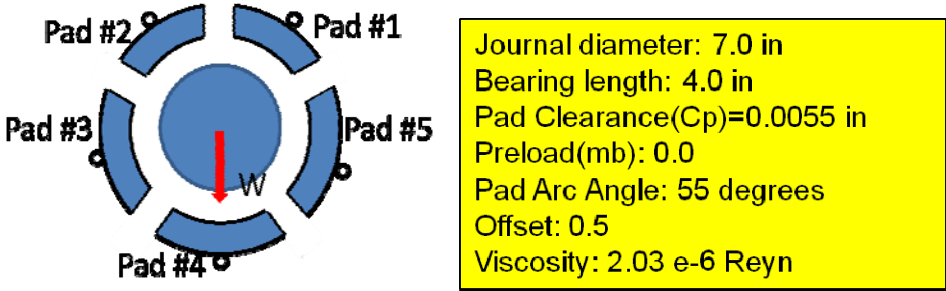 Pad #2
Pad #1
Pad #3
Pad #5
W
Pad #4
Journal diameter: 7.0 in
Bearing length: 4.0 in
Pad Clearance(Cp)=0.0055 in
Preload(mb): 0.0
Pad Arc Angle: 55 degrees
Offset: 0.5
Viscosity: 2.03 e-6 Reyn